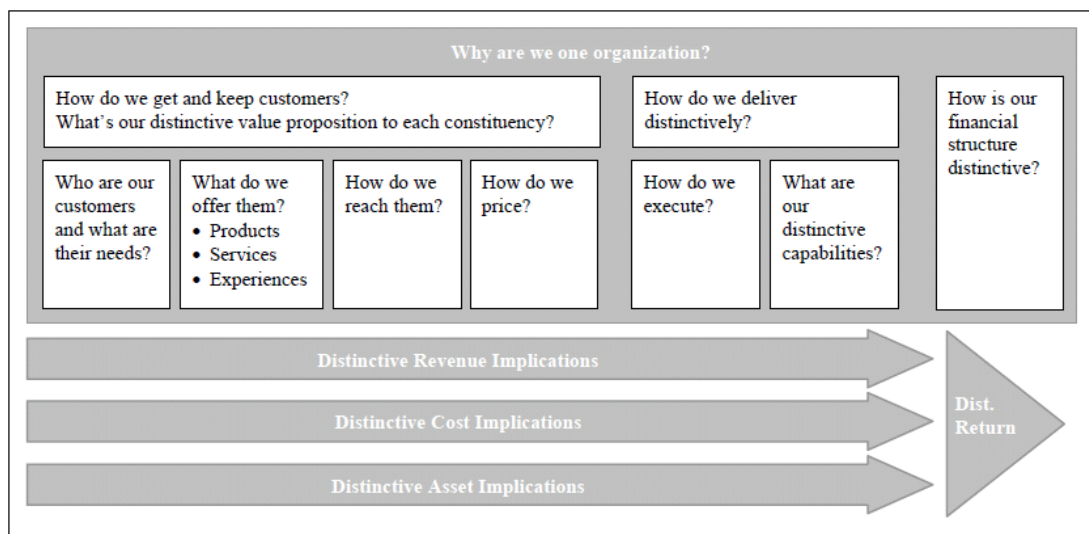 Why are we one organization?
How do we get and keep customers?
What's our distinctive value proposition to each constituency?
How do we deliver
distinctively?
How is our
financial
structure
distinctive?
Who are our
customers
and what are
their needs?
What do we
offer them?
• Products
• Services
• Experiences
How do we
reach them?
How do we
price?
How do we
execute?
What are
our
distinctive
capabilities?
Distinctive Revenue Implications
Distinctive Cost Implications
Distinctive Asset Implications
Dist.
Return